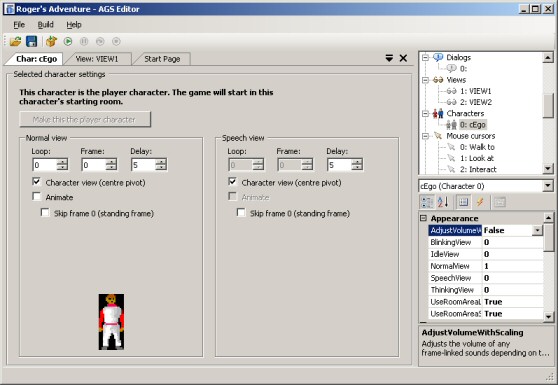 Roger's Adventure - AGS Editor
File Build Help
Char: cEgo View: VIEW1 Start Page
Selected character settings
This character is the player character. The game will start in this
character's starting room.
Make this the player character
Normal view
Loop: Frame: Delay:
0 0 5
Character view (centre pivot)
Animate
Skip frame 0 (standing frame)
Speech view
Loop: Frame: Delay:
0 0 5
Character view (centre pivot)
Animate
Skip frame 0 (standing frame)
Dialogs
0:
Views
1: VIEW1
2: VIEW2
Characters
0: cEgo
Mouse cursors
0: Walk to
1: Look at
2: Interact
cEgo (Character 0)
Appearance
AdjustVolumeW False
BlinkingView 0
IdleView 0
NormalView 1
SpeechView 0
ThinkingView 0
UseRoomAreaL True
UseRoomAreaS True
AdjustVolumeWithScaling
Adjusts the volume of any
frame-linked sounds depending on t...